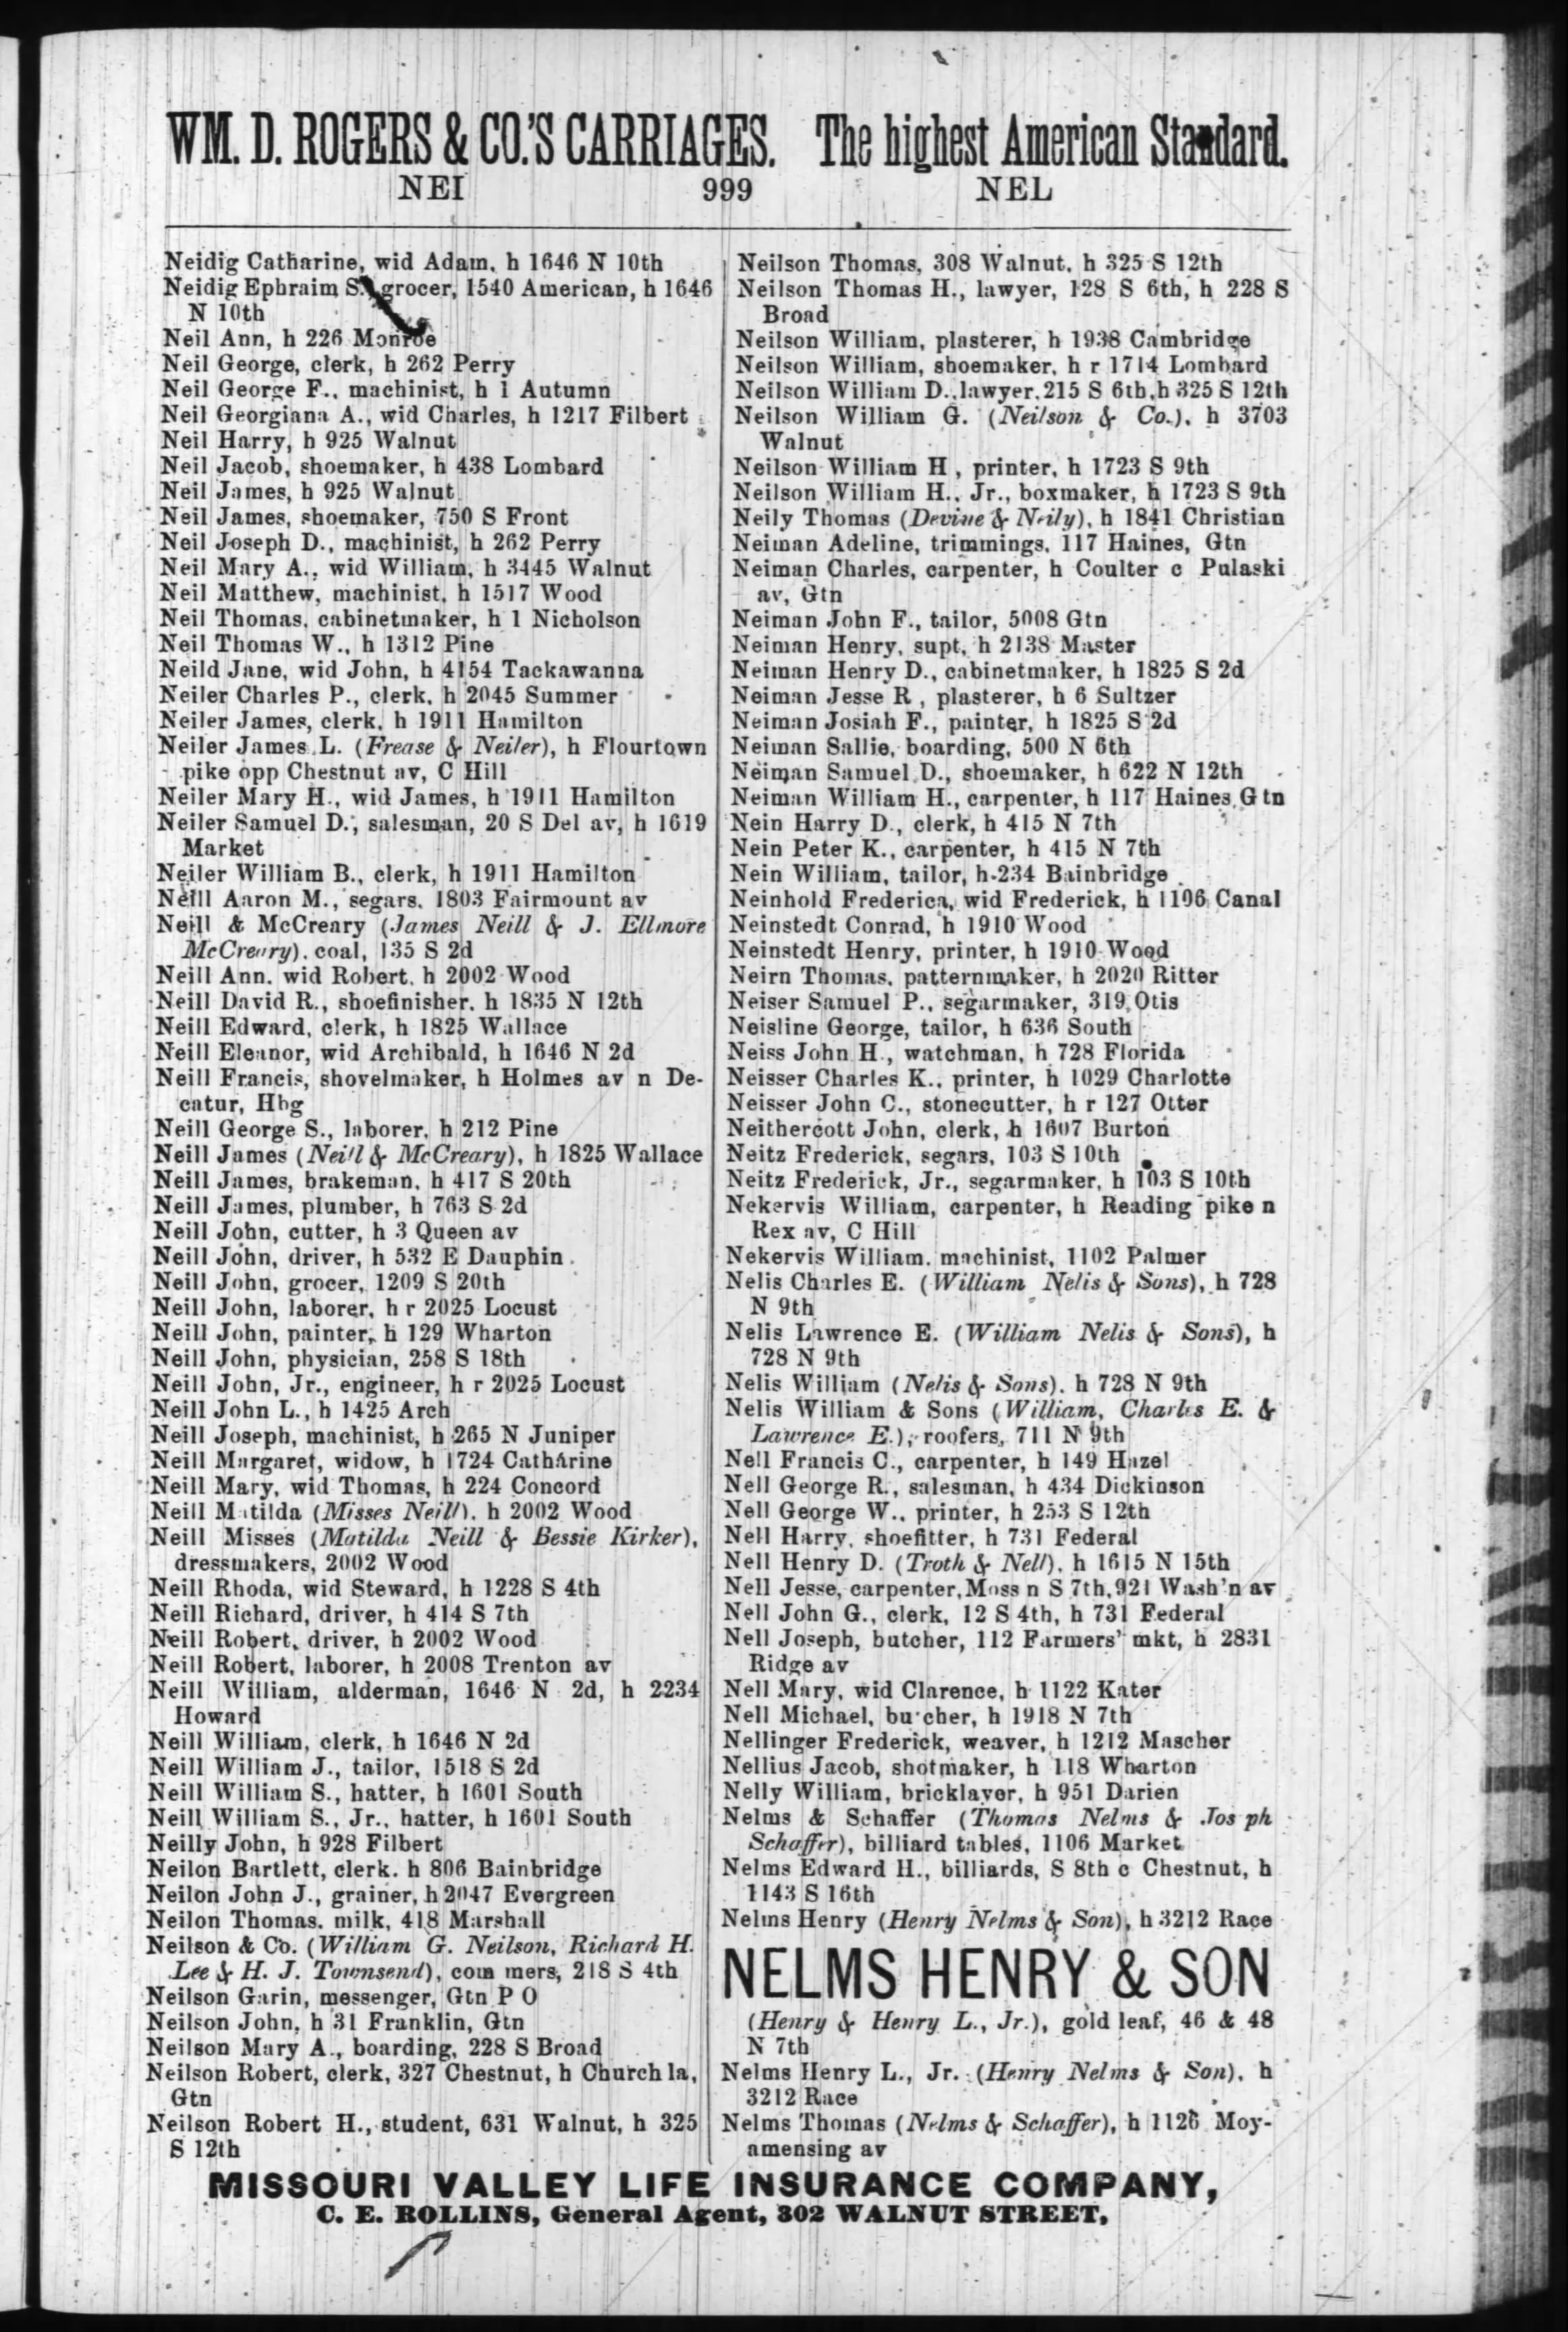 WM. D. ROGERS & CO.'S CARRIAGES. The highest American Standard.
NEI 999 NEL
Neidig Catharine, wid Adam, h 1646 N 10th
Neidig Ephraim S., grocer, 1540 American, h 1646
N 10th
Neil Ann, h 226 Monroe
Neil George, clerk, h 262 Perry
Neil George F., machinist, h 1 Autumn
Neil Georgiana A., wid Charles, h 1217 Filbert
Neil Harry, h 925 Walnut
Neil Jacob, shoemaker, h 438 Lombard
Neil James, h 925 Walnut
Neil James, shoemaker, 750 S Front
Neil Joseph D., machinist, h 262 Perry
Neil Mary A., wid William, h 3445 Walnut
Neil Matthew, machinist, h 1517 Wood
Neil Thomas, cabinetmaker, h 1 Nicholson
Neil Thomas W., h 1312 Pine
Neild Jane, wid John, h 4154 Tackawanna
Neiler Charles P., clerk, h 2045 Summer
Neiler James, clerk, h 1911 Hamilton
Neiler James L. (Frease & Neiler), h Flourtown
pike opp Chestnut av, C Hill
Neiler Mary H., wid James, h 1911 Hamilton
Neiler Samuel D., salesman, 20 S Del av, h 1619
Market
Neiler William B., clerk, h 1911 Hamilton
Neill Aaron M., segars, 1803 Fairmount av
Neill & McCreary (James Neill & J. Ellmore
McCreary), coal, 135 S 2d
Neill Ann, wid Robert, h 2002 Wood
Neill David R., shoefinisher, h 1835 N 12th
Neill Edward, clerk, h 1825 Wallace
Neill Eleanor, wid Archibald, h 1646 N 2d
Neill Francis, shovelmaker, h Holmes av n De-
catur, Hbg
Neill George S., laborer, h 212 Pine
Neill James (Neill & McCreary), h 1825 Wallace
Neill James, brakeman, h 417 S 20th
Neill James, plumber, h 763 S 2d
Neill John, cutter, h 3 Queen av
Neill John, driver, h 532 E Dauphin
Neill John, grocer, 1209 S 20th
Neill John, laborer, h r 2025 Locust
Neill John, painter, h 129 Wharton
Neill John, physician, 258 S 18th
Neill John, Jr., engineer, h r 2025 Locust
Neill John L., h 1425 Arch
Neill Joseph, machinist, h 265 N Juniper
Neill Margaret, widow, h 1724 Catharine
Neill Mary, wid Thomas, h 224 Concord
Neill Matilda (Misses Neill), h 2002 Wood
Neill Misses (Matilda Neill & Bessie Kirker),
dressmakers, 2002 Wood
Neill Rhoda, wid Steward, h 1228 S 4th
Neill Richard, driver, h 414 S 7th
Neill Robert, driver, h 2002 Wood
Neill Robert, laborer, h 2008 Trenton av
Neill William, alderman, 1646 N 2d, h 2234
Howard
Neill William, clerk, h 1646 N 2d
Neill William J., tailor, 1518 S 2d
Neill William S., hatter, h 1601 South
Neill William S., Jr., hatter, h 1601 South
Neilly John, h 928 Filbert
Neilon Bartlett, clerk, h 806 Bainbridge
Neilon John J., grainer, h 2047 Evergreen
Neilon Thomas, milk, 418 Marshall
Neilson & Co. (William G. Neilson, Richard H.
Lee & H. J. Townsend), com mers, 218 S 4th
Neilson Garin, messenger, Gtn P O
Neilson John, h 31 Franklin, Gtn
Neilson Mary A., boarding, 228 S Broad
Neilson Robert, clerk, 327 Chestnut, h Church la,
Gtn
Neilson Robert H., student, 631 Walnut, h 325
S 12th
Neilson Thomas, 308 Walnut, h 325 S 12th
Neilson Thomas H., lawyer, 128 S 6th, h 228 S
Broad
Neilson William, plasterer, h 1938 Cambridge
Neilson William, shoemaker, h r 1714 Lombard
Neilson William D., lawyer, 215 S 6th, h 325 S 12th
Neilson William G. (Neilson & Co.), h 3703
Walnut
Neilson William H , printer, h 1723 S 9th
Neilson William H., Jr., boxmaker, h 1723 S 9th
Neily Thomas (Devine & Neily), h 1841 Christian
Neiman Adeline, trimmings, 117 Haines, Gtn
Neiman Charles, carpenter, h Coulter c Pulaski
av, Gtn
Neiman John F., tailor, 5008 Gtn
Neiman Henry, supt, h 2138 Master
Neiman Henry D., cabinetmaker, h 1825 S 2d
Neiman Jesse R , plasterer, h 6 Sultzer
Neiman Josiah F., painter, h 1825 S 2d
Neiman Sallie, boarding, 500 N 6th
Neiman Samuel D., shoemaker, h 622 N 12th
Neiman William H., carpenter, h 117 Haines, Gtn
Nein Harry D., clerk, h 415 N 7th
Nein Peter K., carpenter, h 415 N 7th
Nein William, tailor, h 234 Bainbridge
Neinhold Frederica, wid Frederick, h 1106 Canal
Neinstedt Conrad, h 1910 Wood
Neinstedt Henry, printer, h 1910 Wood
Neirn Thomas, patternmaker, h 2020 Ritter
Neiser Samuel P., segarmaker, 319 Otis
Neisline George, tailor, h 636 South
Neiss John H., watchman, h 728 Florida
Neisser Charles K., printer, h 1029 Charlotte
Neisser John C., stonecutter, h r 127 Otter
Neithercott John, clerk, h 1607 Burton
Neitz Frederick, segars, 103 S 10th
Neitz Frederick, Jr., segarmaker, h 103 S 10th
Nekervis William, carpenter, h Reading pike n
Rex av, C Hill
Nekervis William, machinist, 1102 Palmer
Nelis Charles E. (William Nelis & Sons), h 728
N 9th
Nelis Lawrence E. (William Nelis & Sons), h
728 N 9th
Nelis William (Nelis & Sons), h 728 N 9th
Nelis William & Sons (William, Charles E. &
Lawrence E.), roofers, 711 N 9th
Nell Francis C., carpenter, h 149 Hazel
Nell George R., salesman, h 434 Dickinson
Nell George W., printer, h 253 S 12th
Nell Harry, shoefitter, h 731 Federal
Nell Henry D. (Troth & Nell), h 1615 N 15th
Nell Jesse, carpenter, Moss n S 7th, 921 Wash'n av
Nell John G., clerk, 12 S 4th, h 731 Federal
Nell Joseph, butcher, 112 Farmers' mkt, h 2831
Ridge av
Nell Mary, wid Clarence, h 1122 Kater
Nell Michael, butcher, h 1918 N 7th
Nellinger Frederick, weaver, h 1212 Mascher
Nellius Jacob, shotmaker, h 118 Wharton
Nelly William, bricklayer, h 951 Darien
Nelms & Schaffer (Thomas Nelms & Jos ph
Schaffer), billiard tables, 1106 Market
Nelms Edward H., billiards, S 8th c Chestnut, h
1143 S 16th
Nelms Henry (Henry Nelms & Son), h 3212 Race
NELMS HENRY & SON
(Henry & Henry L., Jr.), gold leaf, 46 & 48
N 7th
Nelms Henry L., Jr. (Henry Nelms & Son), h
3212 Race
Nelms Thomas (Nelms & Schaffer), h 1126 Moy-
amensing av
MISSOURI VALLEY LIFE INSURANCE COMPANY,
C. E. ROLLINS, General Agent, 302 WALNUT STREET,